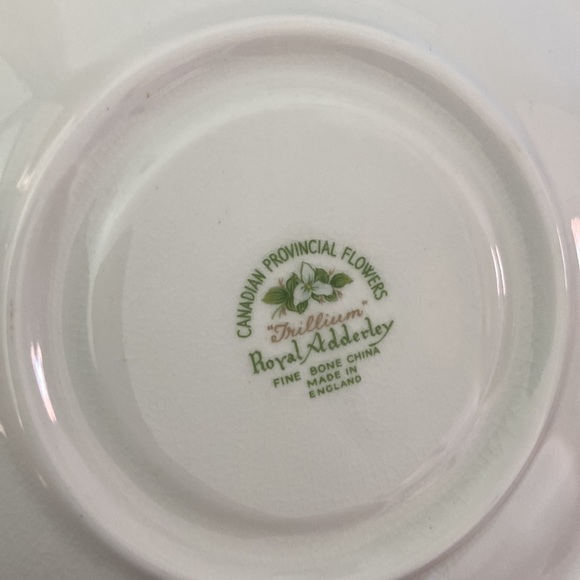 CANADIAN PROVINCIAL FLOWERS
"Trillium"
Royal Adderley
FINE BONE CHINA
MADE IN
ENGLAND